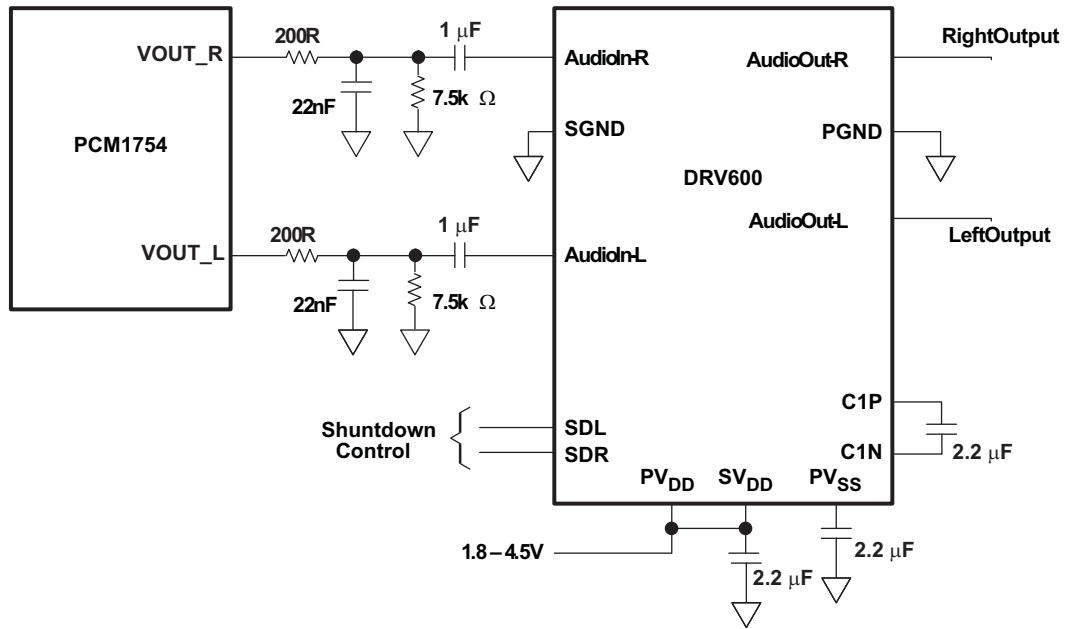 PCM1754
VOUT_R
VOUT_L
200R
22nF
7.5k Ω
1 μF
200R
22nF
7.5k Ω
1 μF
Shuntdown
Control
1.8 – 4.5V
DRV600
AudioIn-R
SGND
AudioIn-L
SDL
SDR
AudioOut-R
PGND
AudioOut-L
C1P
C1N
PVDD
SVDD
PVSS
RightOutput
LeftOutput
2.2 μF
2.2 μF
2.2 μF